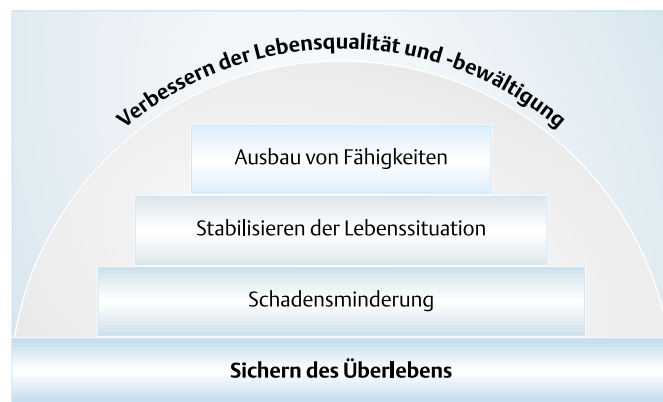 Verbessern der Lebensqualität und -bewältigung
Ausbau von Fähigkeiten
Stabilisieren der Lebenssituation
Schadensminderung
Sichern des Überlebens